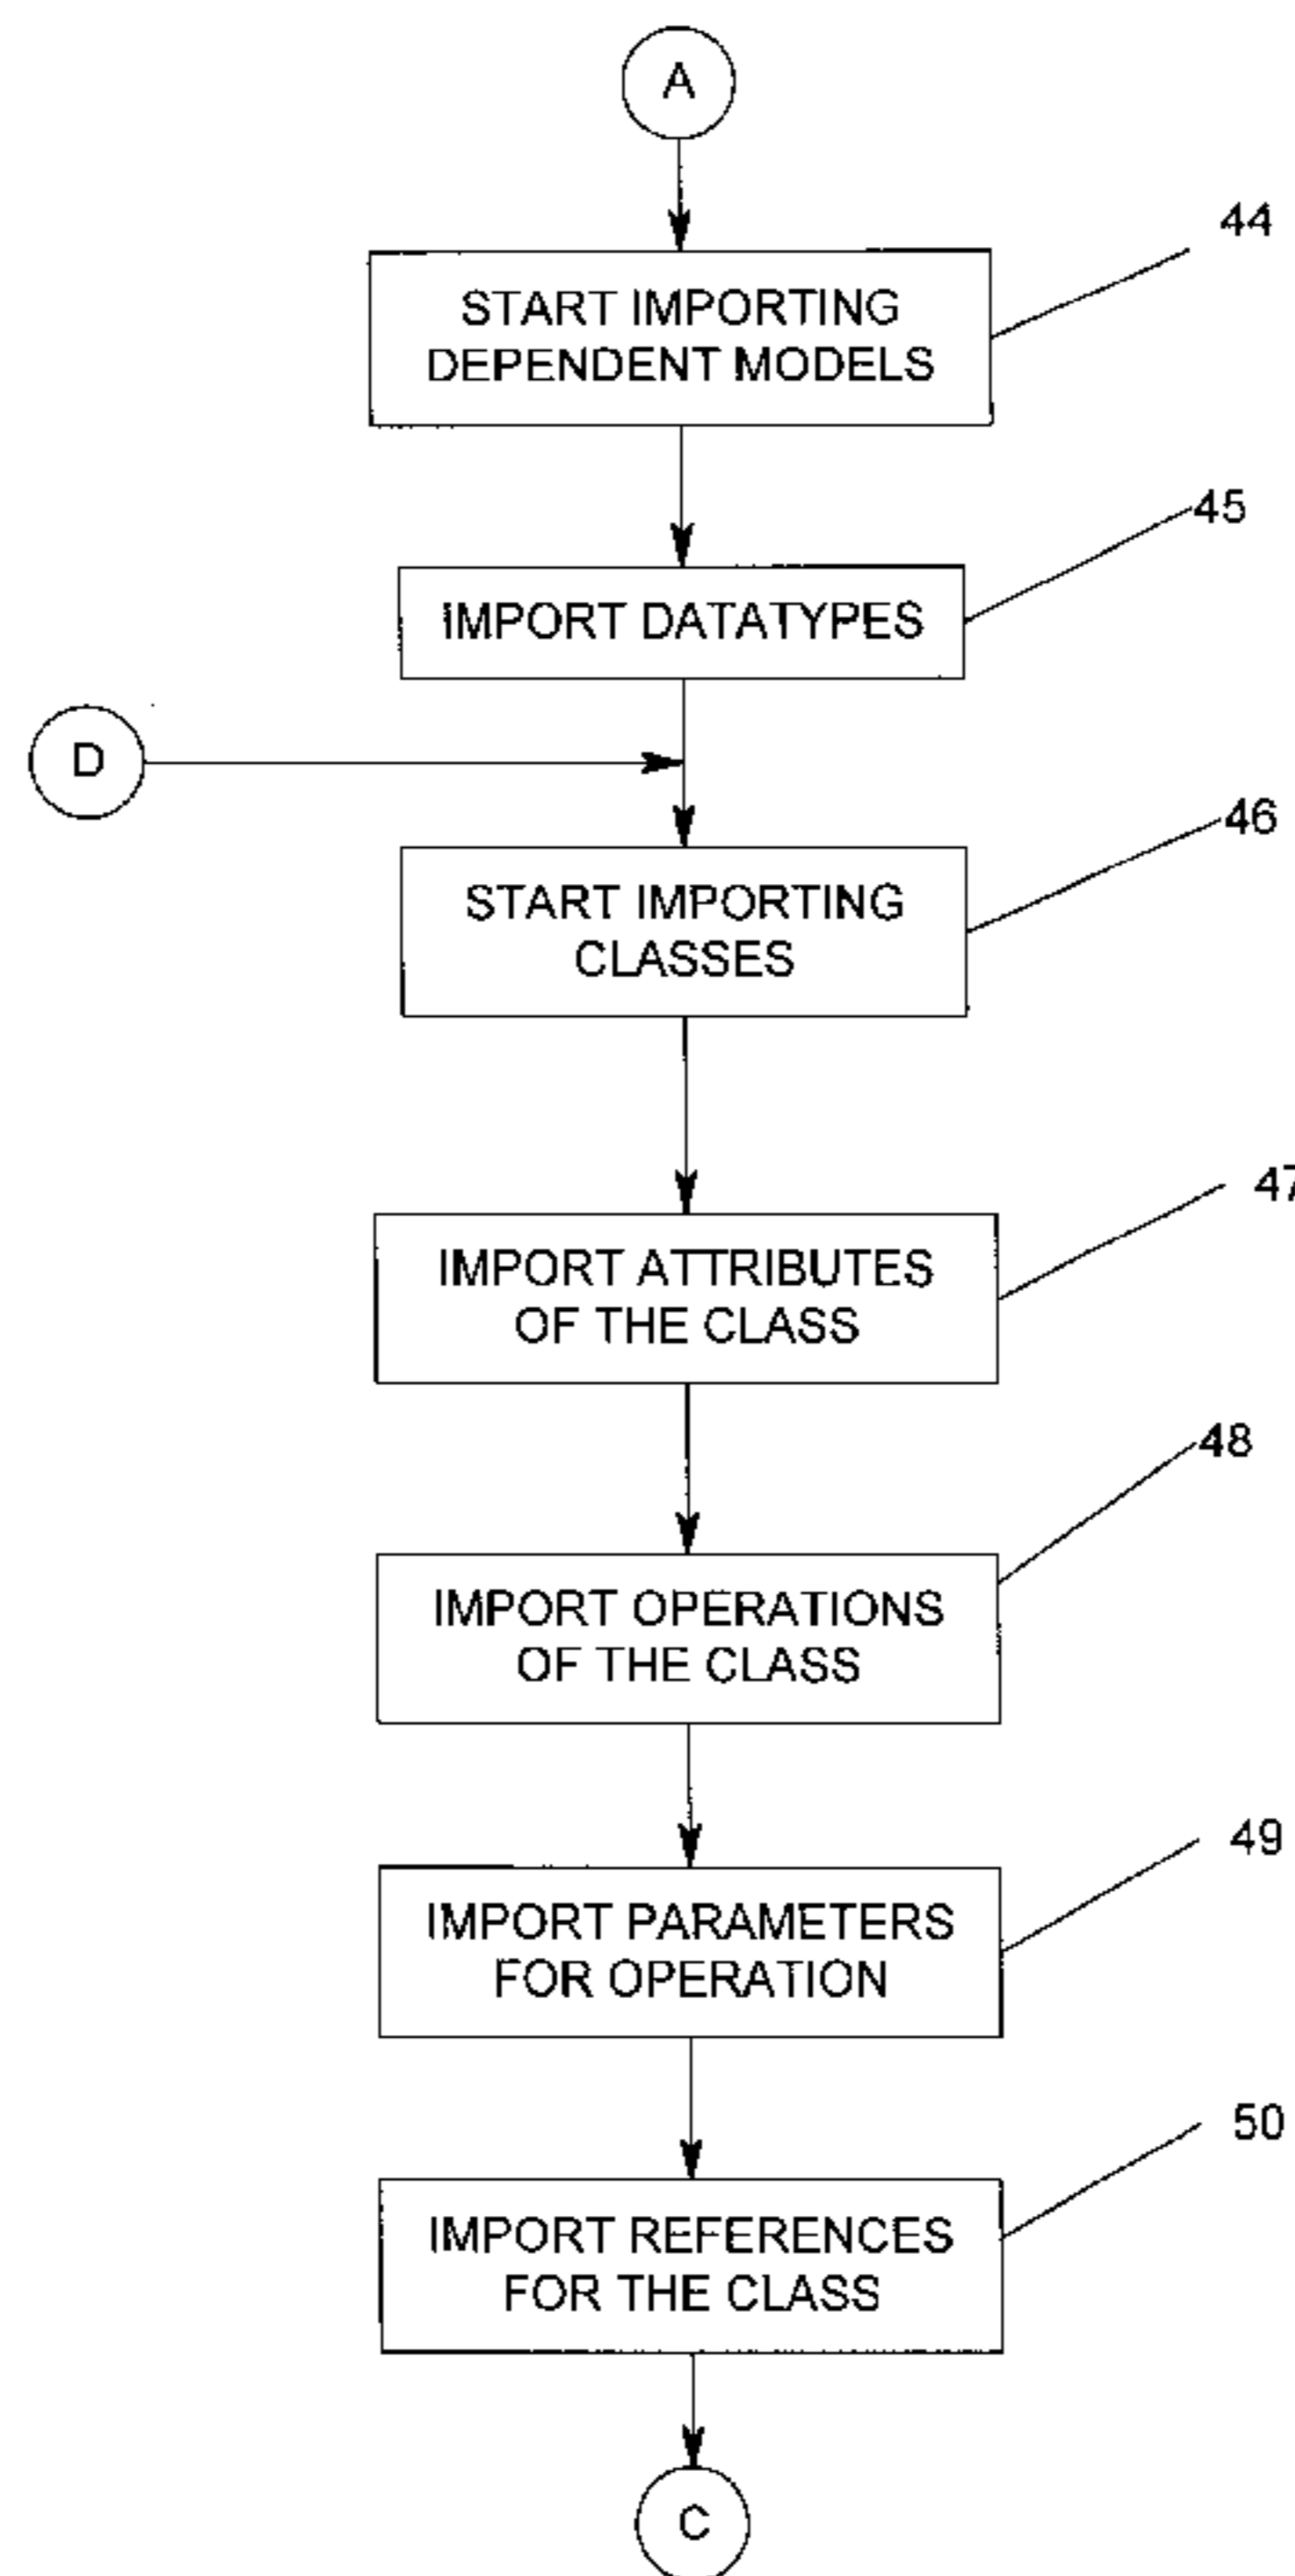 A
44
START IMPORTING
DEPENDENT MODELS
45
IMPORT DATATYPES
D
46
START IMPORTING
CLASSES
47
IMPORT ATTRIBUTES
OF THE CLASS
48
IMPORT OPERATIONS
OF THE CLASS
49
IMPORT PARAMETERS
FOR OPERATION
50
IMPORT REFERENCES
FOR THE CLASS
C